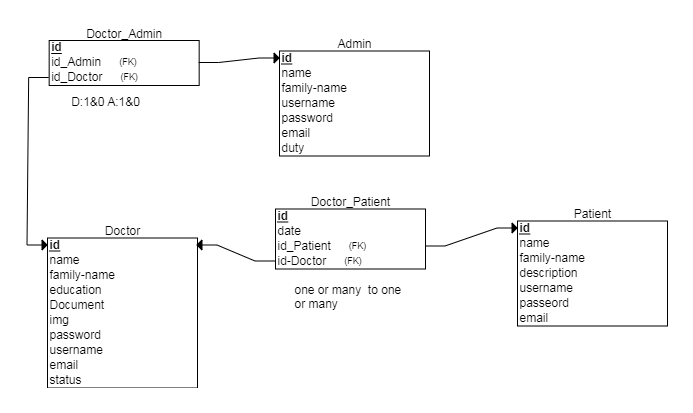 Doctor_Admin
id
id_Admin (FK)
id_Doctor (FK)
D:1&0 A:1&0
Admin
id
name
family-name
username
password
email
duty
Doctor
id
name
family-name
education
Document
img
password
username
email
status
Doctor_Patient
id
date
id_Patient (FK)
id-Doctor (FK)
one or many to one
or many
Patient
id
name
family-name
description
username
passeord
email